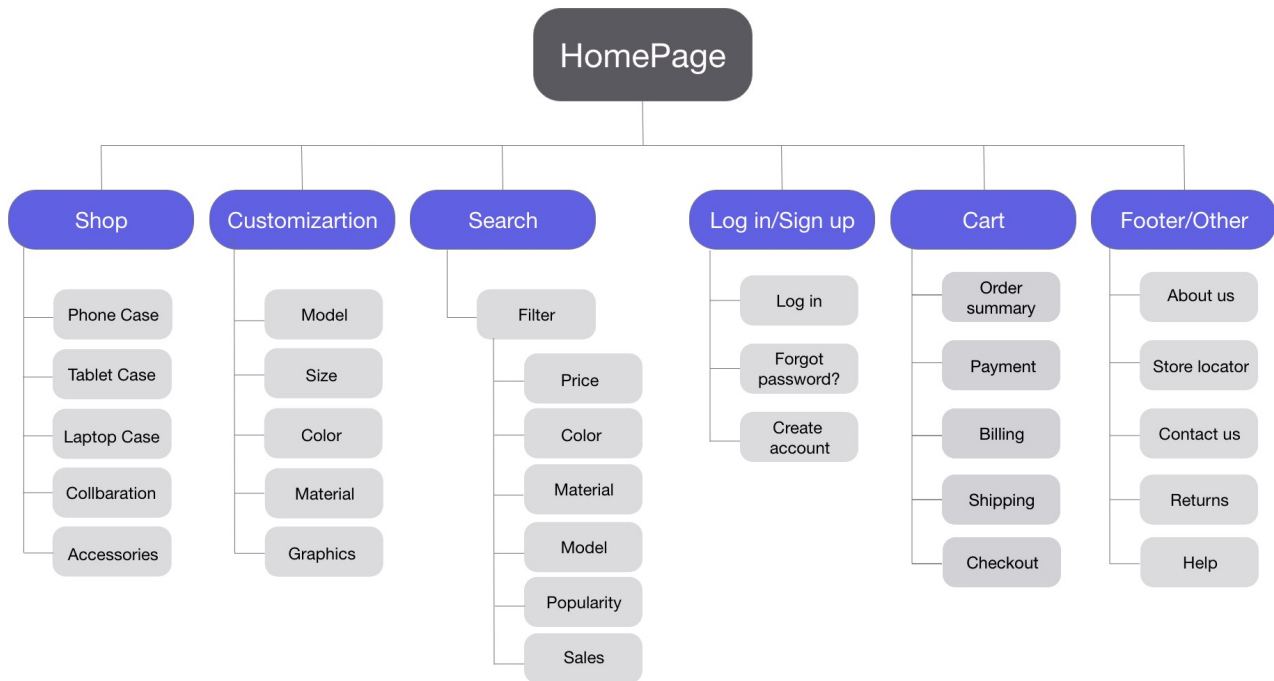 HomePage
Shop
Customizartion
Search
Log in/Sign up
Cart
Footer/Other
Phone Case
Tablet Case
Laptop Case
Collbaration
Accessories
Model
Size
Color
Material
Graphics
Filter
Price
Color
Material
Model
Popularity
Sales
Log in
Forgot
password?
Create
account
Order
summary
Payment
Billing
Shipping
Checkout
About us
Store locator
Contact us
Returns
Help